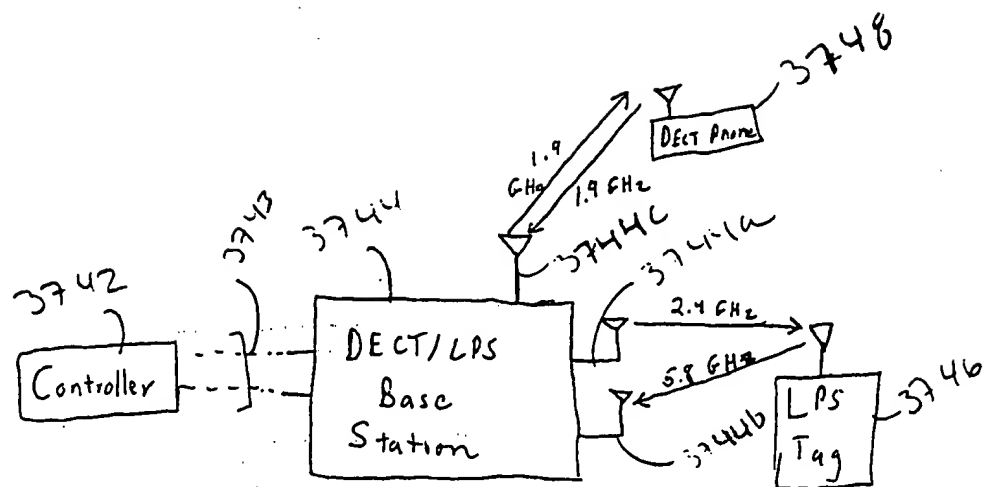 3748
DECT Phone
1.9
GHz
1.9 GHz
3743
3744
3744c
3744a
3742
2.4 GHz
DECT/LPS
Base
Station
Controller
5.8 GHz
3746
LPS
Tag
3744b